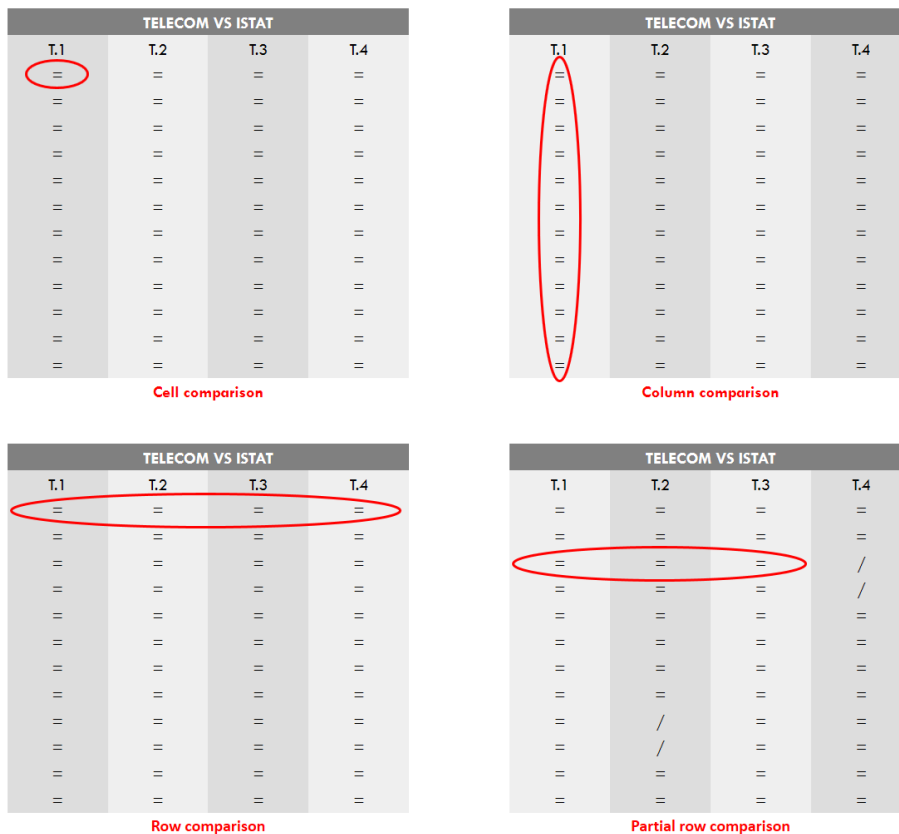 TELECOM VS ISTAT
T.1 T.2 T.3 T.4
= = = =
= = = =
= = = =
= = = =
= = = =
= = = =
= = = =
= = = =
= = = =
= = = =
= = = =
= = = =
Cell comparison
TELECOM VS ISTAT
T.1 T.2 T.3 T.4
= = = =
= = = =
= = = =
= = = =
= = = =
= = = =
= = = =
= = = =
= = = =
= = = =
= = = =
= = = =
Column comparison
TELECOM VS ISTAT
T.1 T.2 T.3 T.4
= = = =
= = = =
= = = =
= = = =
= = = =
= = = =
= = = =
= = = =
= = = =
= = = =
= = = =
= = = =
Row comparison
TELECOM VS ISTAT
T.1 T.2 T.3 T.4
= = = =
= = = =
= = = /
= = = /
= = = =
= = = =
= = = =
= = = =
= / = =
= / = =
= = = =
= = = =
Partial row comparison